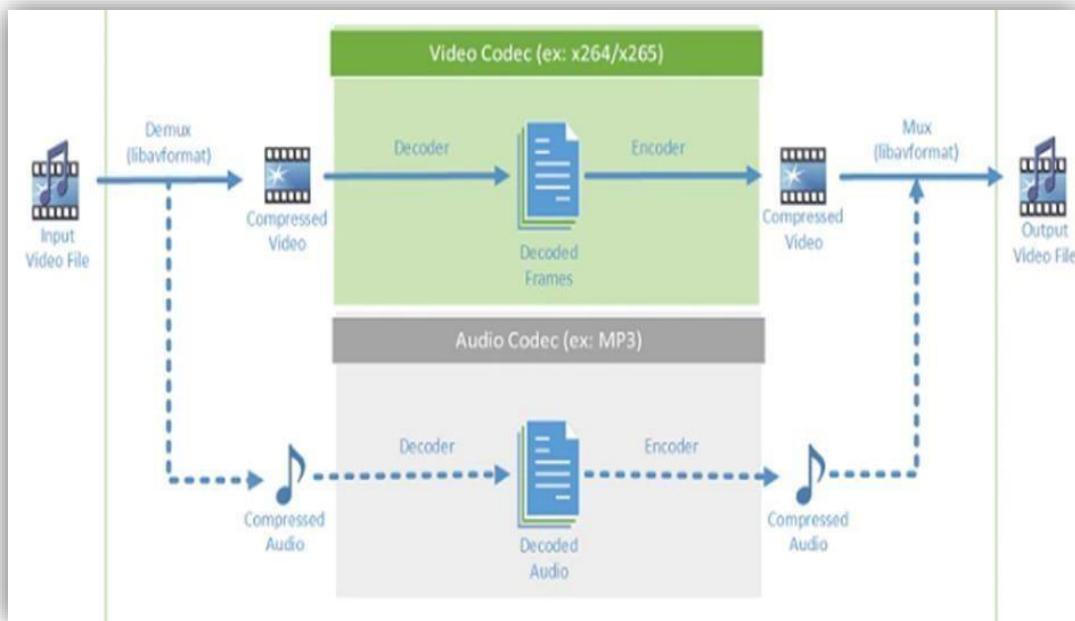 Video Codec (ex: x264/x265)
Demux
(libavformat)
Decoder
Encoder
Mux
(libavformat)
Input
Video File
Compressed
Video
Decoded
Frames
Compressed
Video
Output
Video File
Audio Codec (ex: MP3)
Decoder
Encoder
Compressed
Audio
Decoded
Audio
Compressed
Audio